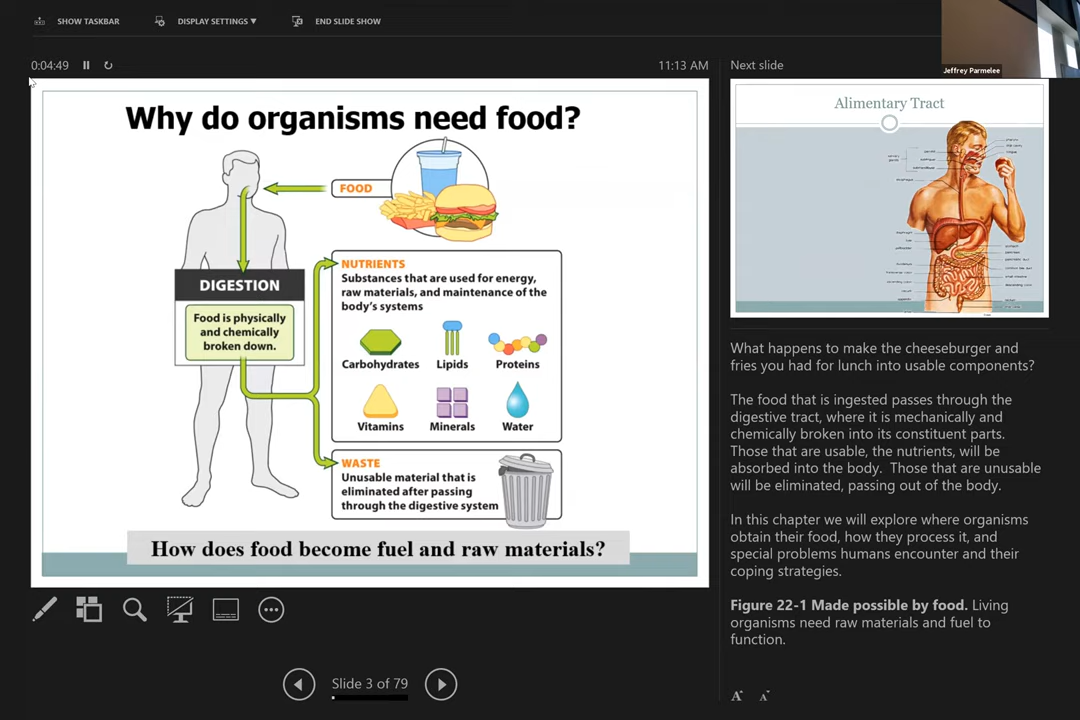 SHOW TASKBAR
DISPLAY SETTINGS ▼
END SLIDE SHOW
Jeffrey Parmelee
0:04:49
11:13 AM
Next slide
Why do organisms need food?
FOOD
DIGESTION
Food is physically
and chemically
broken down.
NUTRIENTS
Substances that are used for energy,
raw materials, and maintenance of the
body's systems
Carbohydrates
Lipids
Proteins
Vitamins
Minerals
Water
WASTE
Unusable material that is
eliminated after passing
through the digestive system
How does food become fuel and raw materials?
Slide 3 of 79
Alimentary Tract
What happens to make the cheeseburger and
fries you had for lunch into usable components?
The food that is ingested passes through the
digestive tract, where it is mechanically and
chemically broken into its constituent parts.
Those that are usable, the nutrients, will be
absorbed into the body. Those that are unusable
will be eliminated, passing out of the body.
In this chapter we will explore where organisms
obtain their food, how they process it, and
special problems humans encounter and their
coping strategies.
Figure 22-1 Made possible by food. Living
organisms need raw materials and fuel to
function.
A
A